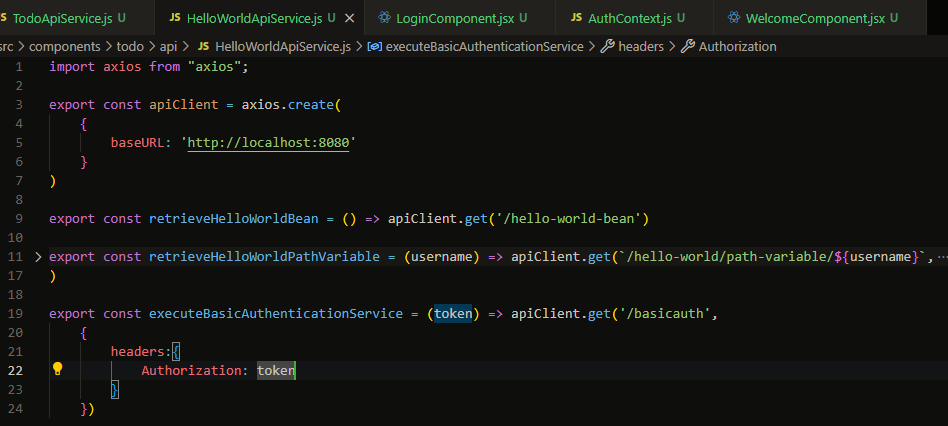 JS TodoApiService.js U
JS HelloWorldApiService.js U ×
LoginComponent.jsx U
JS AuthContext.js U
WelcomeComponent.jsx U
src > components > todo > api > JS HelloWorldApiService.js > executeBasicAuthenticationService > headers > Authorization
1 import axios from "axios";
2
3 export const apiClient = axios.create(
4 {
5 baseURL: 'http://localhost:8080'
6 }
7 )
8
9 export const retrieveHelloWorldBean = () => apiClient.get('/hello-world-bean')
10
11 > export const retrieveHelloWorldPathVariable = (username) => apiClient.get(`/hello-world/path-variable/${username}`, ···
17 )
18
19 export const executeBasicAuthenticationService = (token) => apiClient.get('/basicauth',
20 {
21 headers:{
22 Authorization: token
23 }
24 })